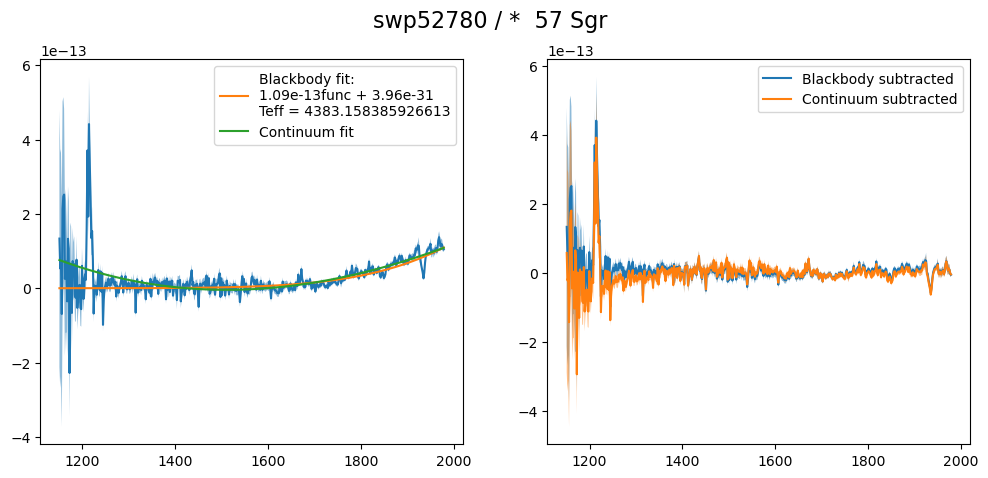 swp52780 / *  57 Sgr
1e−13
6
4
2
0
−2
−4
1200
1400
1600
1800
2000
Blackbody fit:
1.09e-13func + 3.96e-31
Teff = 4383.158385926613
Continuum fit
1e−13
6
4
2
0
−2
−4
1200
1400
1600
1800
2000
Blackbody subtracted
Continuum subtracted